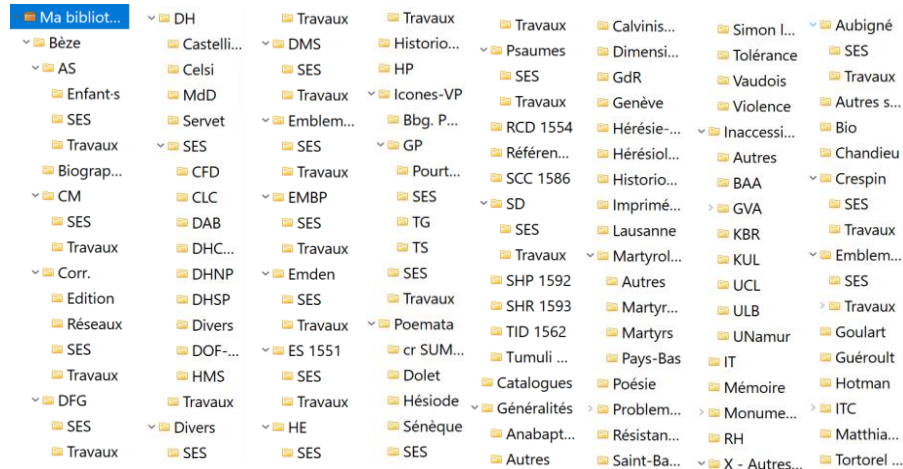 Ma bibliot...
Bèze
AS
Enfant·s
SES
Travaux
Biograp...
CM
SES
Travaux
Corr.
Edition
Réseaux
SES
Travaux
DFG
SES
Travaux
DH
Castelli...
Celsi
MdD
Servet
SES
CFD
CLC
DAB
DHC...
DHNP
DHSP
Divers
DOF-...
HMS
Travaux
Divers
SES
Travaux
DMS
SES
Travaux
Emblem...
SES
Travaux
EMBP
SES
Travaux
Emden
SES
Travaux
ES 1551
SES
Travaux
HE
SES
Travaux
Historio...
HP
Icones-VP
Bbg. P...
GP
Pourt...
SES
TG
TS
SES
Travaux
Poemata
cr SUM...
Dolet
Hésiode
Sénèque
SES
Travaux
Psaumes
SES
Travaux
RCD 1554
Référen...
SCC 1586
SD
SES
Travaux
SHP 1592
SHR 1593
TID 1562
Tumuli ...
Catalogues
Généralités
Anabapt...
Autres
Calvinis...
Dimensi...
GdR
Genève
Hérésie-...
Hérésiol...
Historio...
Imprimé...
Lausanne
Martyrol...
Autres
Martyr...
Martyrs
Pays-Bas
Poésie
Problem...
Résistan...
Saint-Ba...
Simon l...
Tolérance
Vaudois
Violence
Inaccessi...
Autres
BAA
GVA
KBR
KUL
UCL
ULB
UNamur
IT
Mémoire
Monume...
RH
X - Autres...
Aubigné
SES
Travaux
Autres s...
Bio
Chandieu
Crespin
SES
Travaux
Emblem...
SES
Travaux
Goulart
Guéroult
Hotman
ITC
Matthia...
Tortorel ...